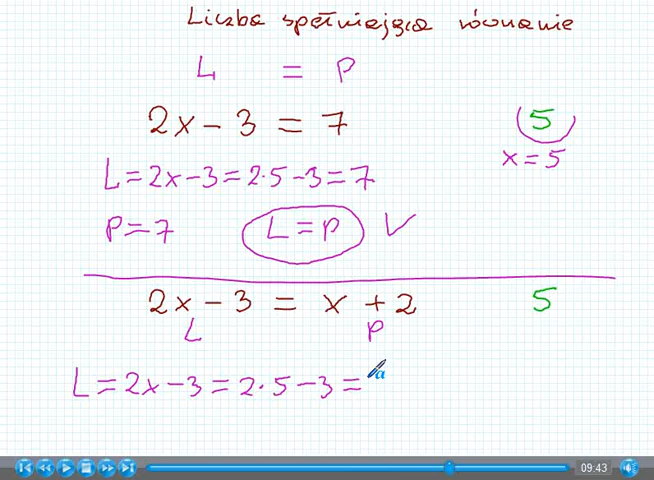 Liczba spełniająca równanie
L = P
2x - 3 = 7
5
x = 5
L = 2x - 3 = 2·5 - 3 = 7
P = 7 L = P V
2x - 3 = x + 2 5
L P
L = 2x - 3 = 2·5 - 3 =
09:43